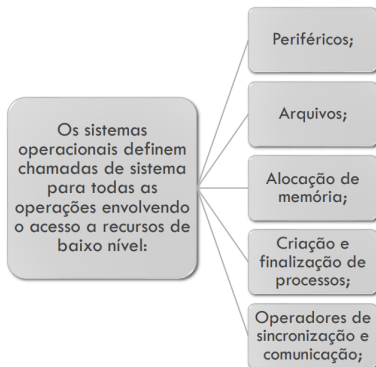 Os sistemas
operacionais definem
chamadas de sistema
para todas as
operações envolvendo
o acesso a recursos de
baixo nível:
Periféricos;
Arquivos;
Alocação de
memória;
Criação e
finalização de
processos;
Operadores de
sincronização e
comunicação;